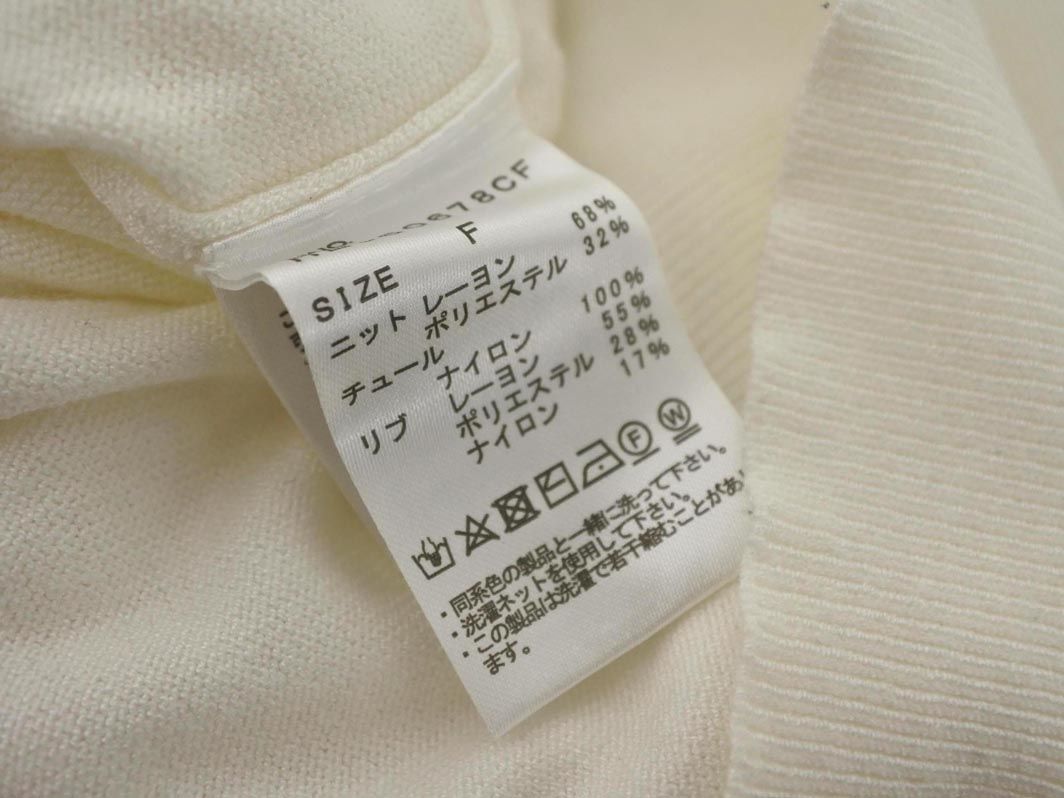 0678CF
SIZE F
ニット レーヨン 68%
ポリエステル 32%
チュール ナイロン 100%
リブ レーヨン 55%
ポリエステル 28%
ナイロン 17%
F W
・同系色の製品と一緒に洗って下さい。
・洗濯ネットを使用して下さい。
・この製品は洗濯で若干縮むことがあり
ます。